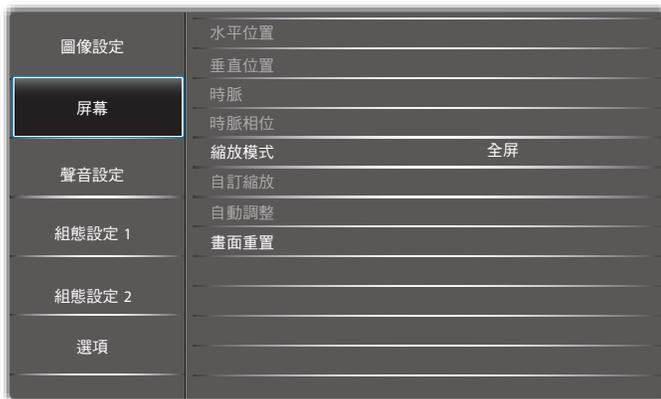 圖像設定
屏幕
聲音設定
組態設定 1
組態設定 2
選項
水平位置
垂直位置
時脈
時脈相位
縮放模式 全屏
自訂縮放
自動調整
畫面重置